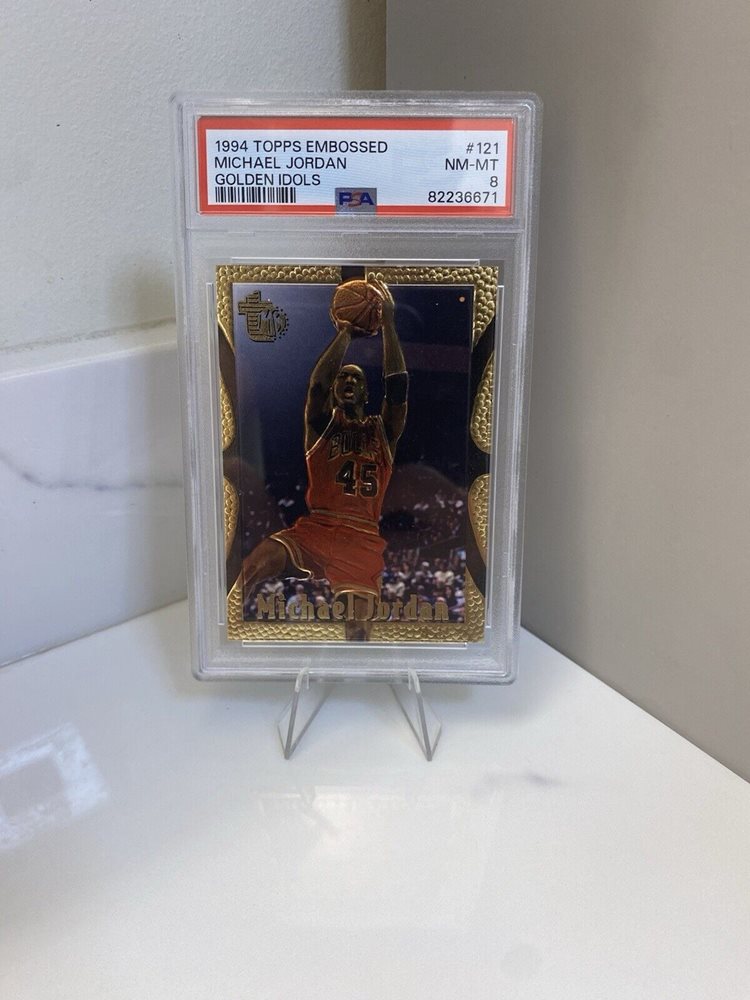 1994 TOPPS EMBOSSED #121
MICHAEL JORDAN NM-MT
GOLDEN IDOLS 8
PSA 82236671
BULLS
45
Michael Jordan